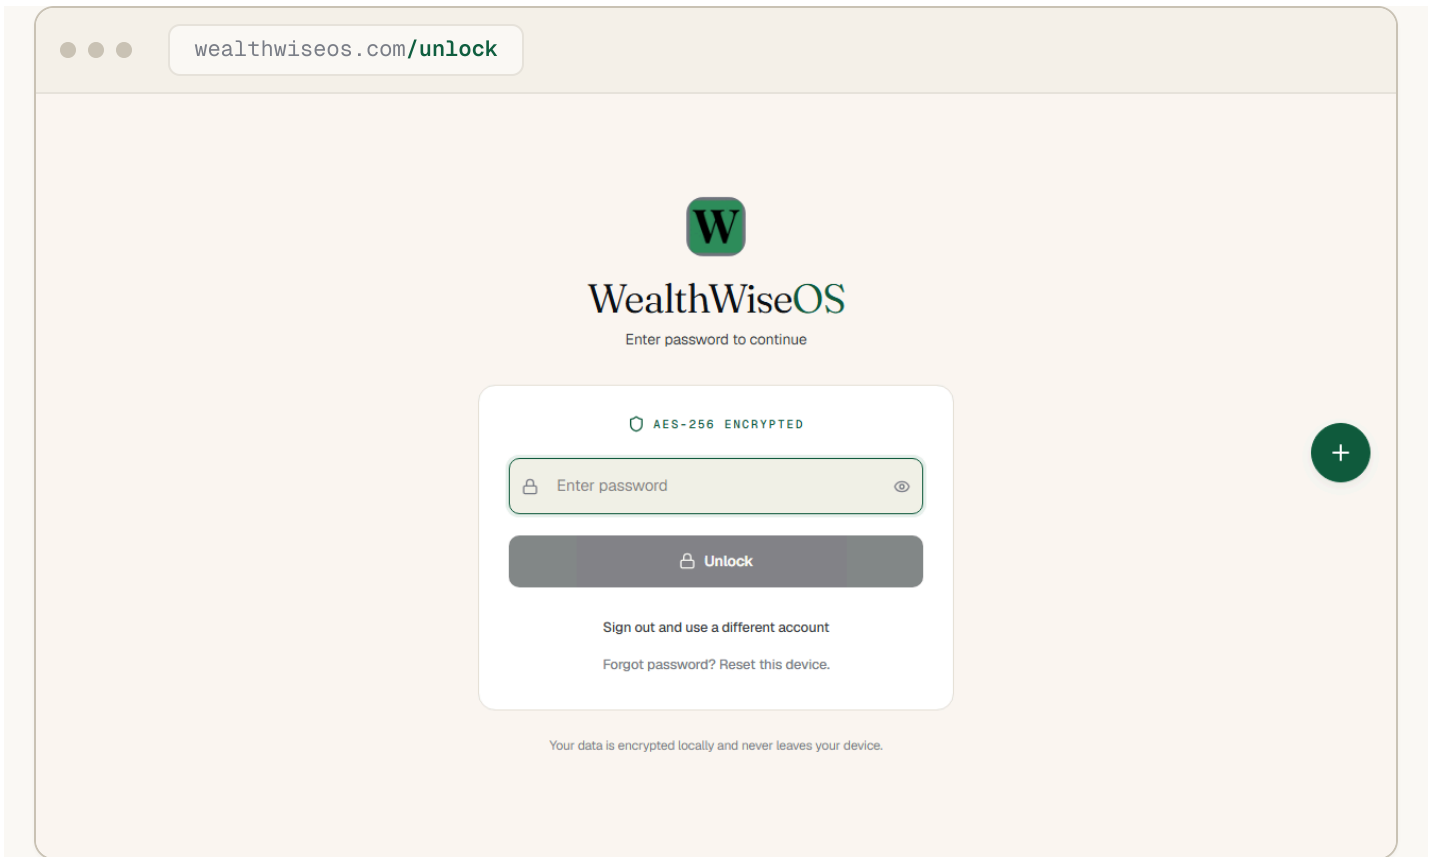 wealthwiseos.com/unlock
W
WealthWiseOS
Enter password to continue
AES-256 ENCRYPTED
Enter password
Unlock
Sign out and use a different account
Forgot password? Reset this device.
Your data is encrypted locally and never leaves your device.